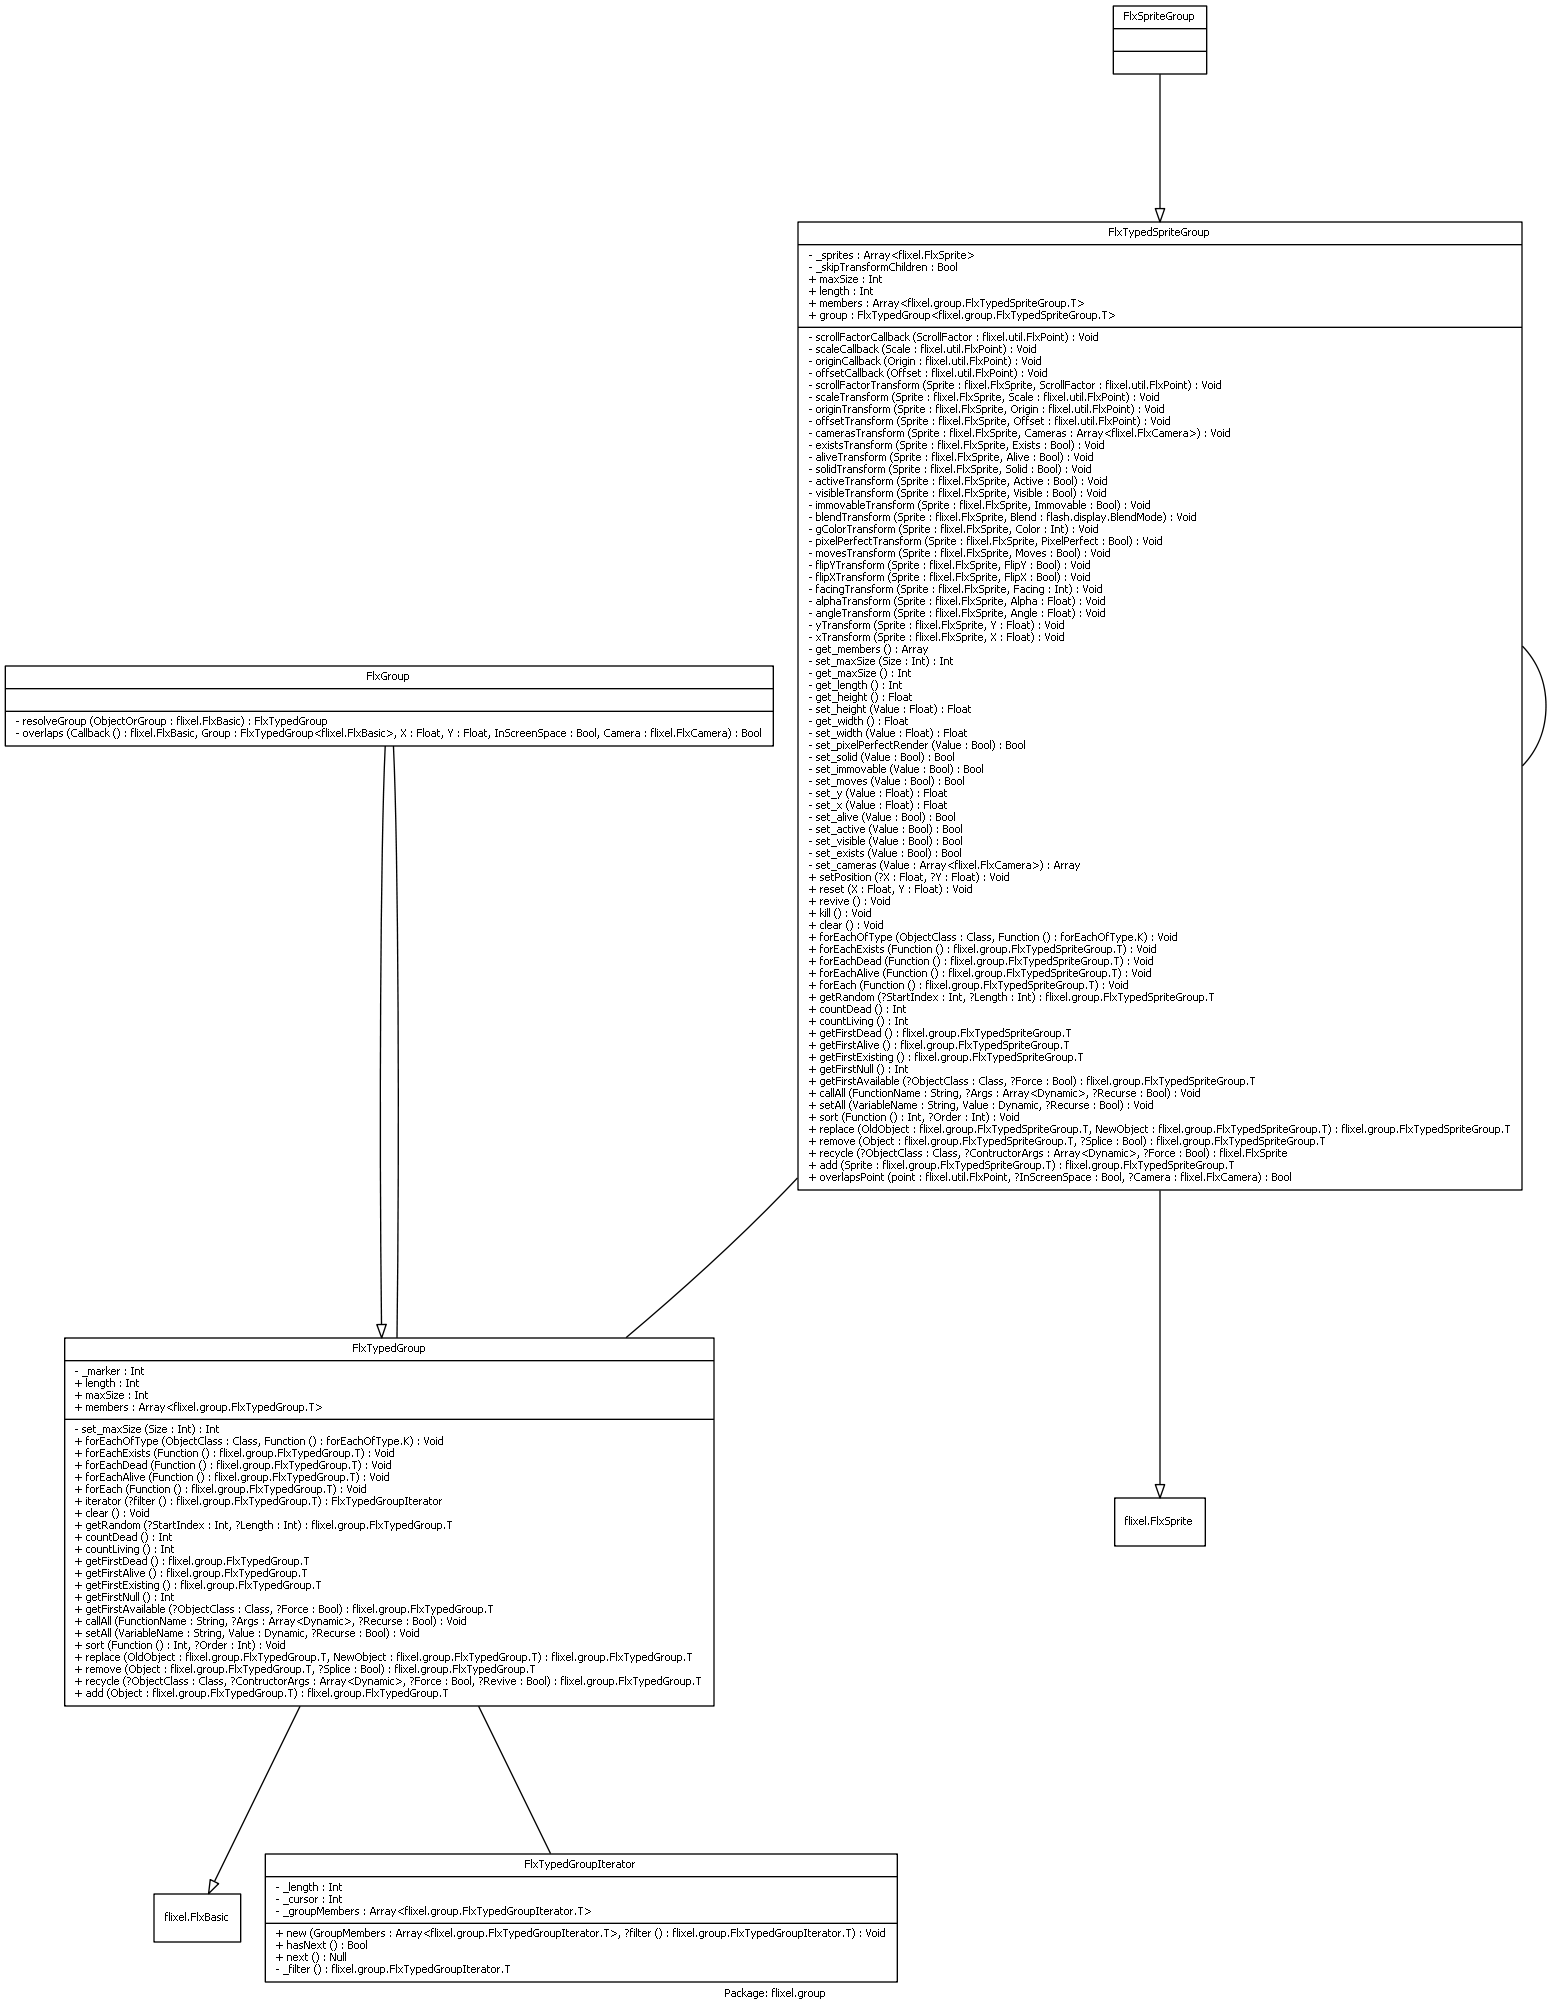 FlxSpriteGroup
FlxTypedSpriteGroup
- _sprites : Array<flixel.FlxSprite>
- _skipTransformChildren : Bool
+ maxSize : Int
+ length : Int
+ members : Array<flixel.group.FlxTypedSpriteGroup.T>
+ group : FlxTypedGroup<flixel.group.FlxTypedSpriteGroup.T>
- scrollFactorCallback (ScrollFactor : flixel.util.FlxPoint) : Void
- scaleCallback (Scale : flixel.util.FlxPoint) : Void
- originCallback (Origin : flixel.util.FlxPoint) : Void
- offsetCallback (Offset : flixel.util.FlxPoint) : Void
- scrollFactorTransform (Sprite : flixel.FlxSprite, ScrollFactor : flixel.util.FlxPoint) : Void
- scaleTransform (Sprite : flixel.FlxSprite, Scale : flixel.util.FlxPoint) : Void
- originTransform (Sprite : flixel.FlxSprite, Origin : flixel.util.FlxPoint) : Void
- offsetTransform (Sprite : flixel.FlxSprite, Offset : flixel.util.FlxPoint) : Void
- camerasTransform (Sprite : flixel.FlxSprite, Cameras : Array<flixel.FlxCamera>) : Void
- existsTransform (Sprite : flixel.FlxSprite, Exists : Bool) : Void
- aliveTransform (Sprite : flixel.FlxSprite, Alive : Bool) : Void
- solidTransform (Sprite : flixel.FlxSprite, Solid : Bool) : Void
- activeTransform (Sprite : flixel.FlxSprite, Active : Bool) : Void
- visibleTransform (Sprite : flixel.FlxSprite, Visible : Bool) : Void
- immovableTransform (Sprite : flixel.FlxSprite, Immovable : Bool) : Void
- blendTransform (Sprite : flixel.FlxSprite, Blend : flash.display.BlendMode) : Void
- gColorTransform (Sprite : flixel.FlxSprite, Color : Int) : Void
- pixelPerfectTransform (Sprite : flixel.FlxSprite, PixelPerfect : Bool) : Void
- movesTransform (Sprite : flixel.FlxSprite, Moves : Bool) : Void
- flipYTransform (Sprite : flixel.FlxSprite, FlipY : Bool) : Void
- flipXTransform (Sprite : flixel.FlxSprite, FlipX : Bool) : Void
- facingTransform (Sprite : flixel.FlxSprite, Facing : Int) : Void
- alphaTransform (Sprite : flixel.FlxSprite, Alpha : Float) : Void
- angleTransform (Sprite : flixel.FlxSprite, Angle : Float) : Void
- yTransform (Sprite : flixel.FlxSprite, Y : Float) : Void
- xTransform (Sprite : flixel.FlxSprite, X : Float) : Void
- get_members () : Array
- set_maxSize (Size : Int) : Int
- get_maxSize () : Int
- get_length () : Int
- get_height () : Float
- set_height (Value : Float) : Float
- get_width () : Float
- set_width (Value : Float) : Float
- set_pixelPerfectRender (Value : Bool) : Bool
- set_solid (Value : Bool) : Bool
- set_immovable (Value : Bool) : Bool
- set_moves (Value : Bool) : Bool
- set_y (Value : Float) : Float
- set_x (Value : Float) : Float
- set_alive (Value : Bool) : Bool
- set_active (Value : Bool) : Bool
- set_visible (Value : Bool) : Bool
- set_exists (Value : Bool) : Bool
- set_cameras (Value : Array<flixel.FlxCamera>) : Array
+ setPosition (?X : Float, ?Y : Float) : Void
+ reset (X : Float, Y : Float) : Void
+ revive () : Void
+ kill () : Void
+ clear () : Void
+ forEachOfType (ObjectClass : Class, Function () : forEachOfType.K) : Void
+ forEachExists (Function () : flixel.group.FlxTypedSpriteGroup.T) : Void
+ forEachDead (Function () : flixel.group.FlxTypedSpriteGroup.T) : Void
+ forEachAlive (Function () : flixel.group.FlxTypedSpriteGroup.T) : Void
+ forEach (Function () : flixel.group.FlxTypedSpriteGroup.T) : Void
+ getRandom (?StartIndex : Int, ?Length : Int) : flixel.group.FlxTypedSpriteGroup.T
+ countDead () : Int
+ countLiving () : Int
+ getFirstDead () : flixel.group.FlxTypedSpriteGroup.T
+ getFirstAlive () : flixel.group.FlxTypedSpriteGroup.T
+ getFirstExisting () : flixel.group.FlxTypedSpriteGroup.T
+ getFirstNull () : Int
+ getFirstAvailable (?ObjectClass : Class, ?Force : Bool) : flixel.group.FlxTypedSpriteGroup.T
+ callAll (FunctionName : String, ?Args : Array<Dynamic>, ?Recurse : Bool) : Void
+ setAll (VariableName : String, Value : Dynamic, ?Recurse : Bool) : Void
+ sort (Function () : Int, ?Order : Int) : Void
+ replace (OldObject : flixel.group.FlxTypedSpriteGroup.T, NewObject : flixel.group.FlxTypedSpriteGroup.T) : flixel.group.FlxTypedSpriteGroup.T
+ remove (Object : flixel.group.FlxTypedSpriteGroup.T, ?Splice : Bool) : flixel.group.FlxTypedSpriteGroup.T
+ recycle (?ObjectClass : Class, ?ContructorArgs : Array<Dynamic>, ?Force : Bool) : flixel.FlxSprite
+ add (Sprite : flixel.group.FlxTypedSpriteGroup.T) : flixel.group.FlxTypedSpriteGroup.T
+ overlapsPoint (point : flixel.util.FlxPoint, ?InScreenSpace : Bool, ?Camera : flixel.FlxCamera) : Bool
FlxGroup
- resolveGroup (ObjectOrGroup : flixel.FlxBasic) : FlxTypedGroup
- overlaps (Callback () : flixel.FlxBasic, Group : FlxTypedGroup<flixel.FlxBasic>, X : Float, Y : Float, InScreenSpace : Bool, Camera : flixel.FlxCamera) : Bool
FlxTypedGroup
- _marker : Int
+ length : Int
+ maxSize : Int
+ members : Array<flixel.group.FlxTypedGroup.T>
- set_maxSize (Size : Int) : Int
+ forEachOfType (ObjectClass : Class, Function () : forEachOfType.K) : Void
+ forEachExists (Function () : flixel.group.FlxTypedGroup.T) : Void
+ forEachDead (Function () : flixel.group.FlxTypedGroup.T) : Void
+ forEachAlive (Function () : flixel.group.FlxTypedGroup.T) : Void
+ forEach (Function () : flixel.group.FlxTypedGroup.T) : Void
+ iterator (?filter () : flixel.group.FlxTypedGroup.T) : FlxTypedGroupIterator
+ clear () : Void
+ getRandom (?StartIndex : Int, ?Length : Int) : flixel.group.FlxTypedGroup.T
+ countDead () : Int
+ countLiving () : Int
+ getFirstDead () : flixel.group.FlxTypedGroup.T
+ getFirstAlive () : flixel.group.FlxTypedGroup.T
+ getFirstExisting () : flixel.group.FlxTypedGroup.T
+ getFirstNull () : Int
+ getFirstAvailable (?ObjectClass : Class, ?Force : Bool) : flixel.group.FlxTypedGroup.T
+ callAll (FunctionName : String, ?Args : Array<Dynamic>, ?Recurse : Bool) : Void
+ setAll (VariableName : String, Value : Dynamic, ?Recurse : Bool) : Void
+ sort (Function () : Int, ?Order : Int) : Void
+ replace (OldObject : flixel.group.FlxTypedGroup.T, NewObject : flixel.group.FlxTypedGroup.T) : flixel.group.FlxTypedGroup.T
+ remove (Object : flixel.group.FlxTypedGroup.T, ?Splice : Bool) : flixel.group.FlxTypedGroup.T
+ recycle (?ObjectClass : Class, ?ContructorArgs : Array<Dynamic>, ?Force : Bool, ?Revive : Bool) : flixel.group.FlxTypedGroup.T
+ add (Object : flixel.group.FlxTypedGroup.T) : flixel.group.FlxTypedGroup.T
flixel.FlxSprite
flixel.FlxBasic
FlxTypedGroupIterator
- _length : Int
- _cursor : Int
- _groupMembers : Array<flixel.group.FlxTypedGroupIterator.T>
+ new (GroupMembers : Array<flixel.group.FlxTypedGroupIterator.T>, ?filter () : flixel.group.FlxTypedGroupIterator.T) : Void
+ hasNext () : Bool
+ next () : Null
- _filter () : flixel.group.FlxTypedGroupIterator.T
Package: flixel.group